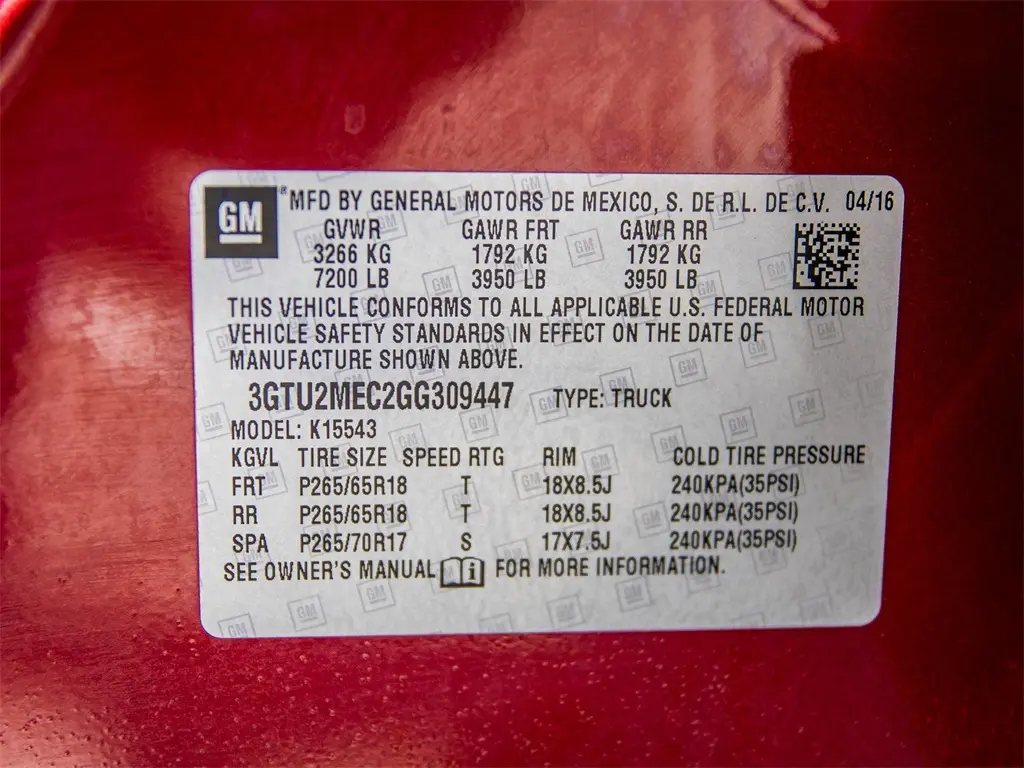 GM® MFD BY GENERAL MOTORS DE MEXICO, S. DE R.L. DE C.V. 04/16
GVWR GAWR FRT GAWR RR
3266 KG 1792 KG 1792 KG
7200 LB 3950 LB 3950 LB
THIS VEHICLE CONFORMS TO ALL APPLICABLE U.S. FEDERAL MOTOR
VEHICLE SAFETY STANDARDS IN EFFECT ON THE DATE OF
MANUFACTURE SHOWN ABOVE.
3GTU2MEC2GG309447 TYPE: TRUCK
MODEL: K15543
KGVL TIRE SIZE SPEED RTG RIM COLD TIRE PRESSURE
FRT P265/65R18 T 18X8.5J 240KPA(35PSI)
RR P265/65R18 T 18X8.5J 240KPA(35PSI)
SPA P265/70R17 S 17X7.5J 240KPA(35PSI)
SEE OWNER'S MANUAL i FOR MORE INFORMATION.